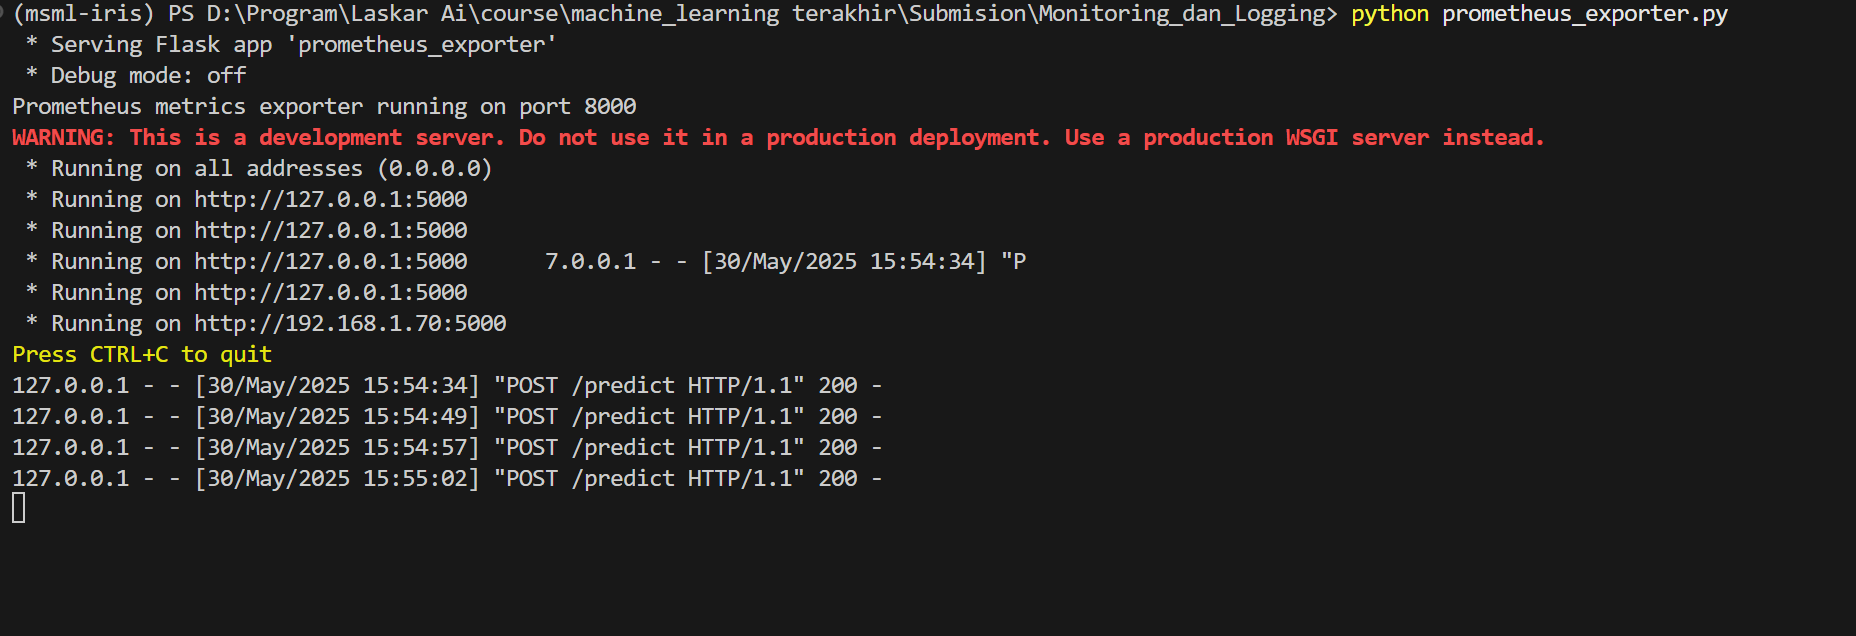 (msml-iris) PS D:\Program\Laskar Ai\course\machine_learning terakhir\Submision\Monitoring_dan_Logging> python prometheus_exporter.py
 * Serving Flask app 'prometheus_exporter'
 * Debug mode: off
Prometheus metrics exporter running on port 8000
WARNING: This is a development server. Do not use it in a production deployment. Use a production WSGI server instead.
 * Running on all addresses (0.0.0.0)
 * Running on http://127.0.0.1:5000
 * Running on http://127.0.0.1:5000
 * Running on http://127.0.0.1:5000      7.0.0.1 - - [30/May/2025 15:54:34] "P
 * Running on http://127.0.0.1:5000
 * Running on http://192.168.1.70:5000
Press CTRL+C to quit
127.0.0.1 - - [30/May/2025 15:54:34] "POST /predict HTTP/1.1" 200 -
127.0.0.1 - - [30/May/2025 15:54:49] "POST /predict HTTP/1.1" 200 -
127.0.0.1 - - [30/May/2025 15:54:57] "POST /predict HTTP/1.1" 200 -
127.0.0.1 - - [30/May/2025 15:55:02] "POST /predict HTTP/1.1" 200 -